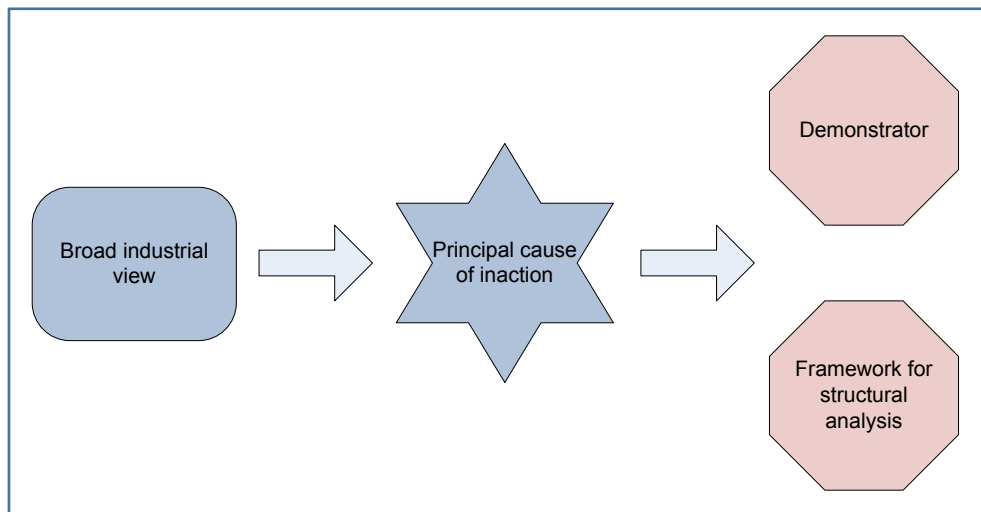 Broad industrial
view
Principal cause
of inaction
Demonstrator
Framework for
structural
analysis